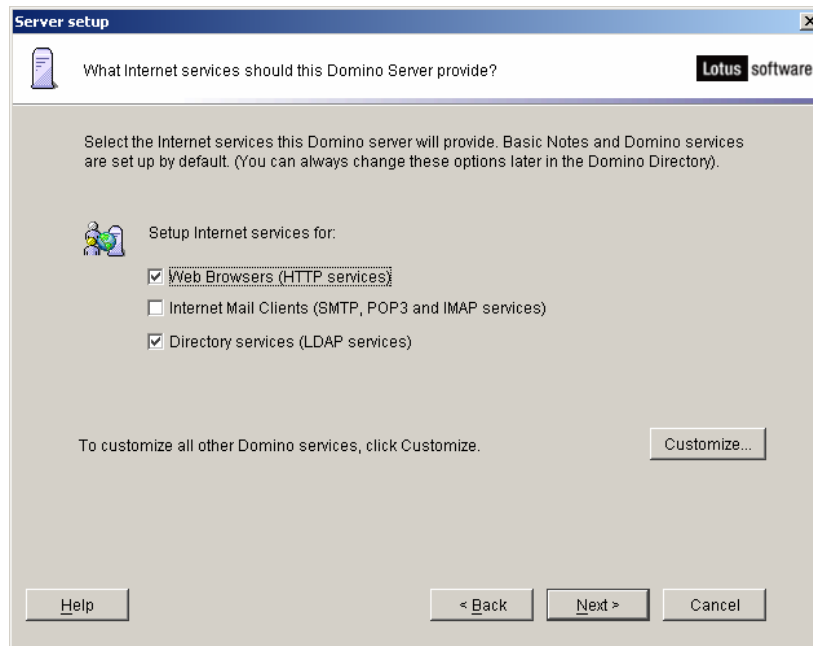 Server setup
What Internet services should this Domino Server provide?
Lotus software
Select the Internet services this Domino server will provide. Basic Notes and Domino services
are set up by default. (You can always change these options later in the Domino Directory).
Setup Internet services for:
Web Browsers (HTTP services)
Internet Mail Clients (SMTP, POP3 and IMAP services)
Directory services (LDAP services)
To customize all other Domino services, click Customize.
Customize...
Help
< Back
Next >
Cancel